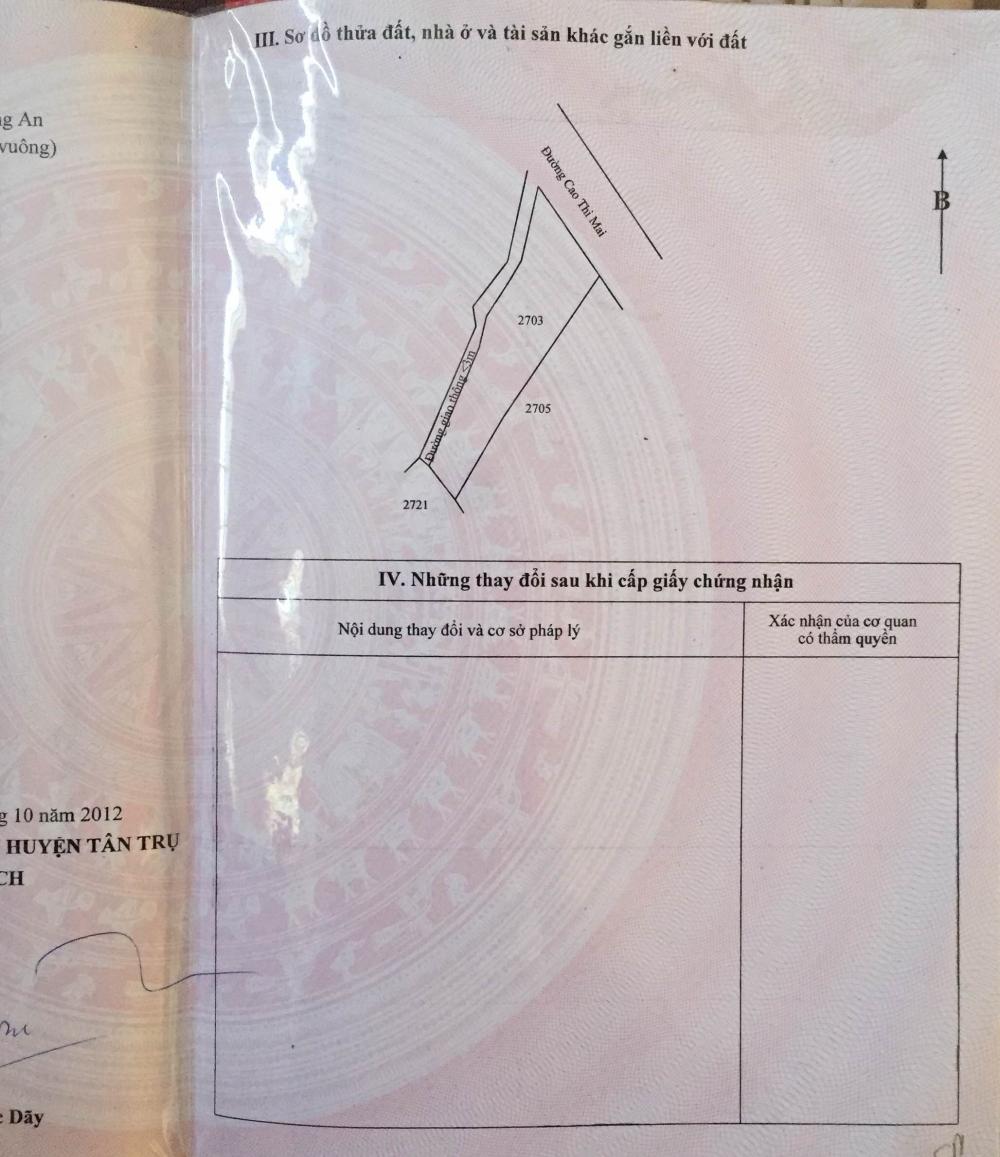 III. Sơ đồ thửa đất, nhà ở và tài sản khác gắn liền với đất
An
vuông)
Đường Cao Thi Mai
B
2703
Đường giao thông <3m
2705
2721
IV. Những thay đổi sau khi cấp giấy chứng nhận
Nội dung thay đổi và cơ sở pháp lý
Xác nhận của cơ quan
có thẩm quyền
10 năm 2012
HUYỆN TÂN TRỤ
CH
Dãy